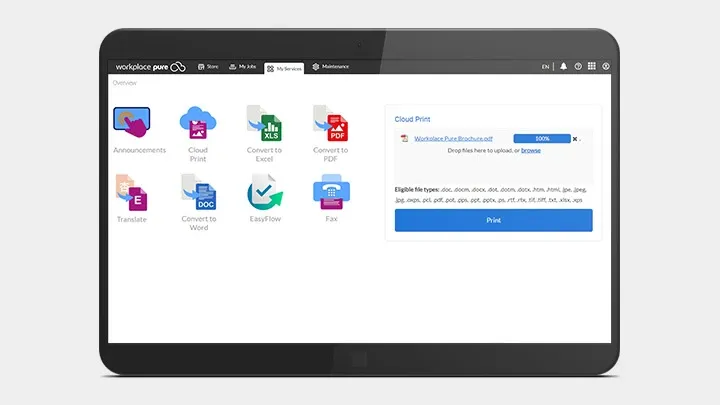 workplace pure Store My Jobs My Services Maintenance EN
Overview
Announcements
Cloud
Print
Convert to
Excel
XLS
Convert to
PDF
PDF
Translate
E
Convert to
Word
DOC
EasyFlow
Fax
Cloud Print
Workplace Pure Brochure.pdf 100%
Drop files here to upload, or browse
Eligible file types: .doc, .docm, .docx, .dot, .dotm, .dotx, .htm, .html, .jpe, .jpeg,
.jpg, .oxps, .pcl, .pdf, .pot, .pps, .ppt, .pptx, .ps, .rtf, .rtx, .tif, .tiff, .txt, .xlsx, .xps
Print